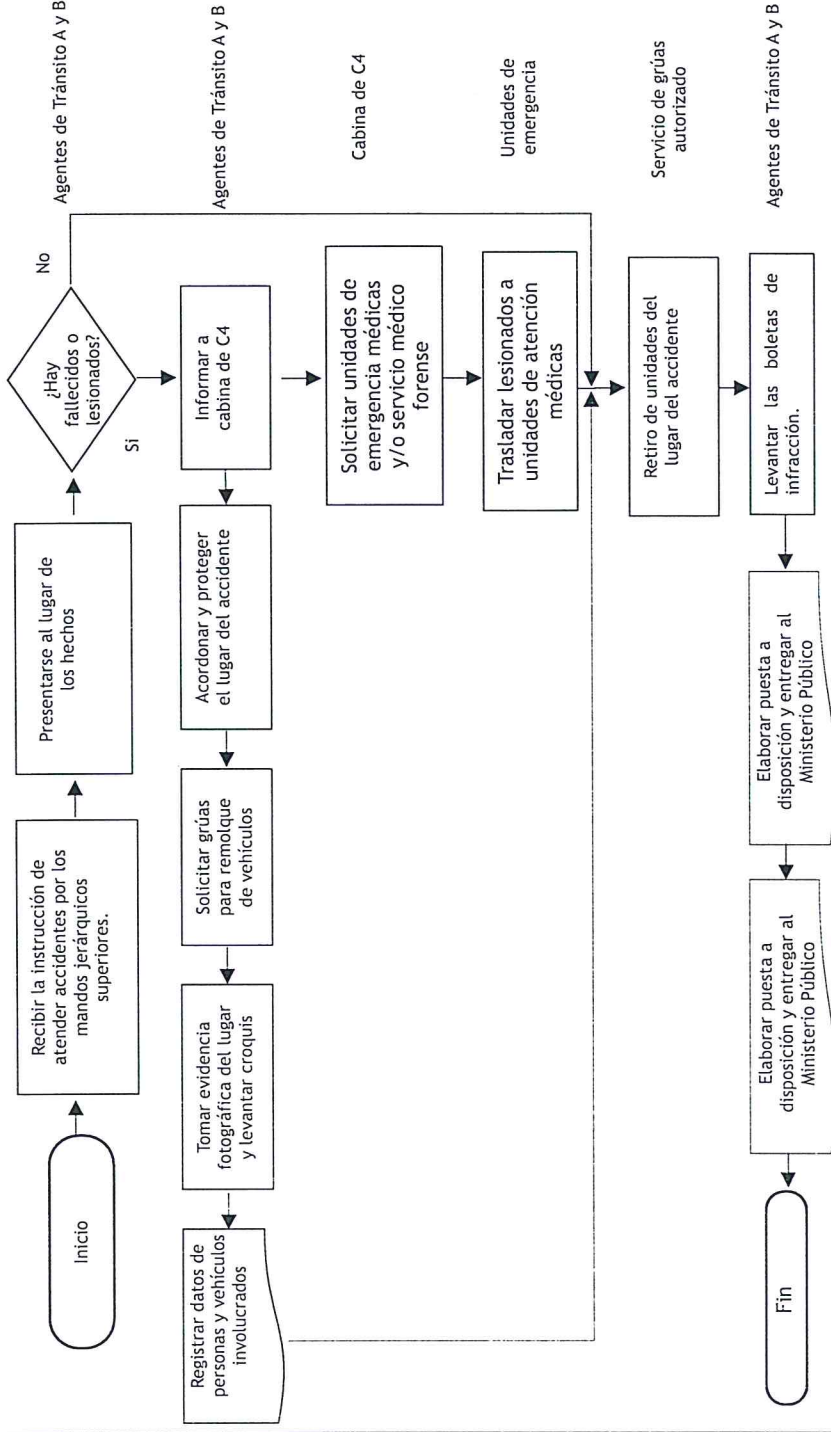 Inicio
Recibir la instrucción de
atender accidentes por los
mandos jerárquicos
superiores.
Presentarse al lugar de
los hechos
¿Hay
fallecidos o
lesionados?
No
Si
Agentes de Tránsito A y B
Informar a
cabina de C4
Acordonar y proteger
el lugar del accidente
Solicitar grúas
para remolque
de vehículos
Tomar evidencia
fotográfica del lugar
y levantar croquis
Registrar datos de
personas y vehículos
involucrados
Agentes de Tránsito A y B
Solicitar unidades de
emergencia médicas
y/o servicio médico
forense
Cabina de C4
Trasladar lesionados a
unidades de atención
médicas
Unidades de
emergencia
Retiro de unidades del
lugar del accidente
Servicio de grúas
autorizado
Levantar las boletas de
infracción.
Elaborar puesta a
disposición y entregar al
Ministerio Público
Elaborar puesta a
disposición y entregar al
Ministerio Público
Fin
Agentes de Tránsito A y B